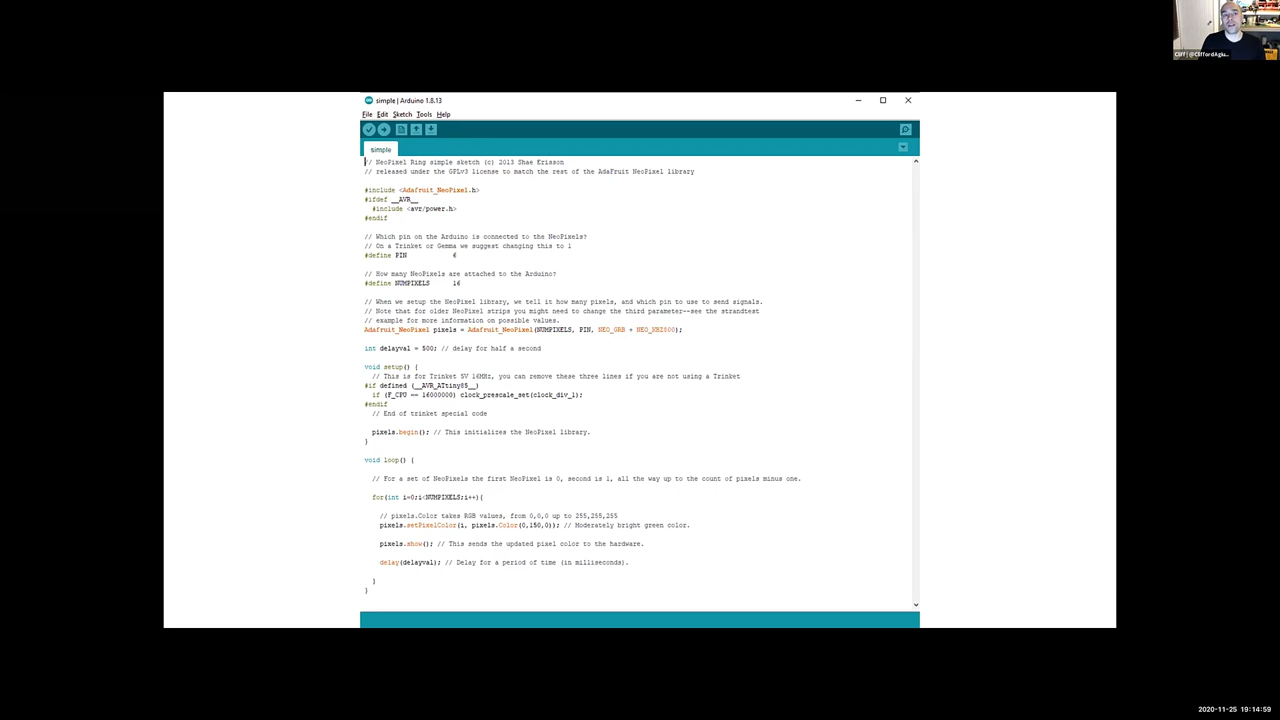 Cliff | @CliffordAgiu...
simple | Arduino 1.8.13
File Edit Sketch Tools Help
simple
// NeoPixel Ring simple sketch (c) 2013 Shae Erisson
// released under the GPLv3 license to match the rest of the AdaFruit NeoPixel library
#include <Adafruit_NeoPixel.h>
#ifdef __AVR__
#include <avr/power.h>
#endif
// Which pin on the Arduino is connected to the NeoPixels?
// On a Trinket or Gemma we suggest changing this to 1
#define PIN 6
// How many NeoPixels are attached to the Arduino?
#define NUMPIXELS 16
// When we setup the NeoPixel library, we tell it how many pixels, and which pin to use to send signals.
// Note that for older NeoPixel strips you might need to change the third parameter--see the strandtest
// example for more information on possible values.
Adafruit_NeoPixel pixels = Adafruit_NeoPixel(NUMPIXELS, PIN, NEO_GRB + NEO_KHZ800);
int delayval = 500; // delay for half a second
void setup() {
// This is for Trinket 5V 16MHz, you can remove these three lines if you are not using a Trinket
#if defined (__AVR_ATtiny85__)
if (F_CPU == 16000000) clock_prescale_set(clock_div_1);
#endif
// End of trinket special code
pixels.begin(); // This initializes the NeoPixel library.
}
void loop() {
// For a set of NeoPixels the first NeoPixel is 0, second is 1, all the way up to the count of pixels minus one.
for(int i=0;i<NUMPIXELS;i++){
// pixels.Color takes RGB values, from 0,0,0 up to 255,255,255
pixels.setPixelColor(i, pixels.Color(0,150,0)); // Moderately bright green color.
pixels.show(); // This sends the updated pixel color to the hardware.
delay(delayval); // Delay for a period of time (in milliseconds).
}
}
2020-11-25 19:14:59